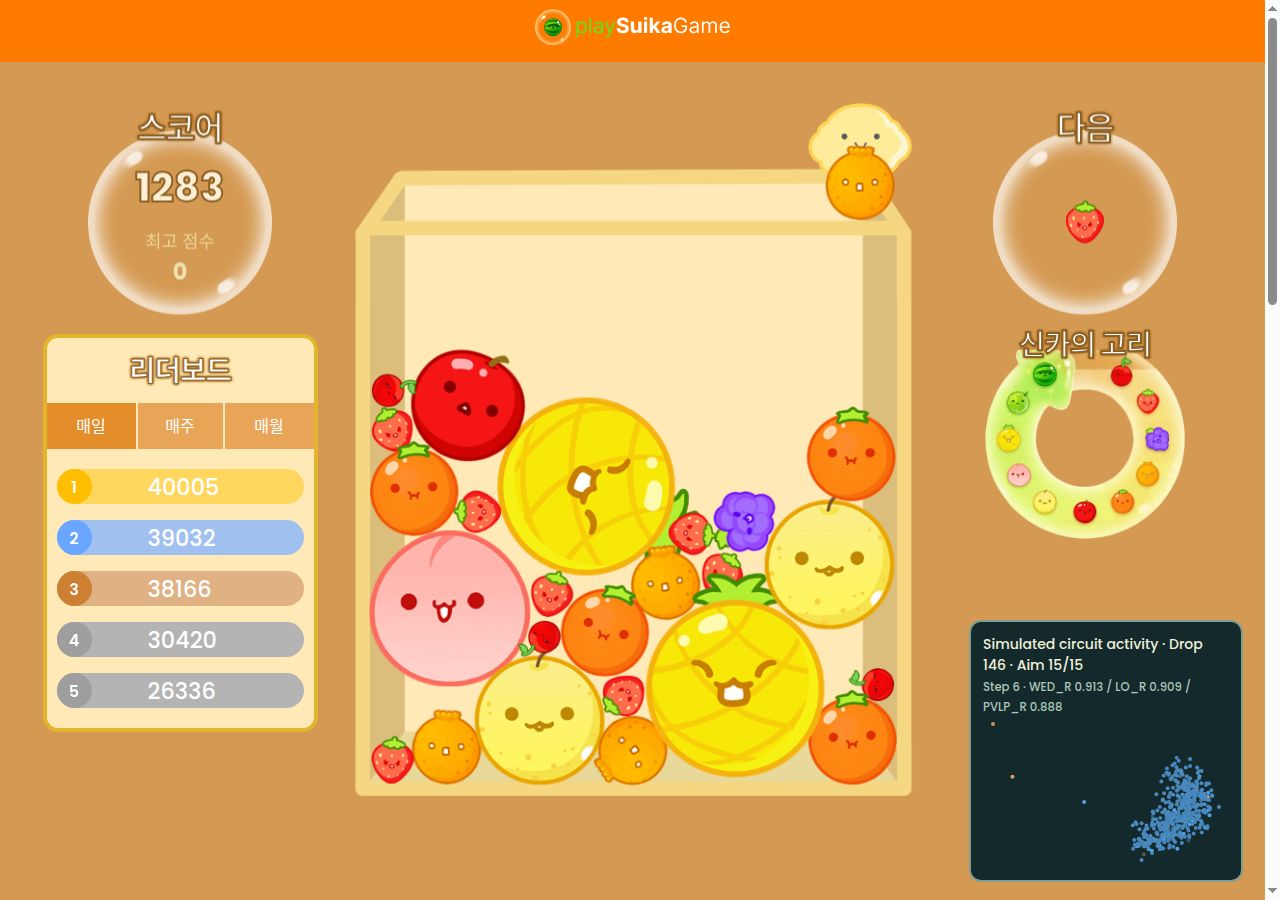 playSuikaGame
스코어
1283
최고 점수
0
다음
리더보드
매일 매주 매월
1 40005
2 39032
3 38166
4 30420
5 26336
신카의 고리
Simulated circuit activity · Drop
146 · Aim 15/15
Step 6 · WED_R 0.913 / LO_R 0.909 /
PVLP_R 0.888